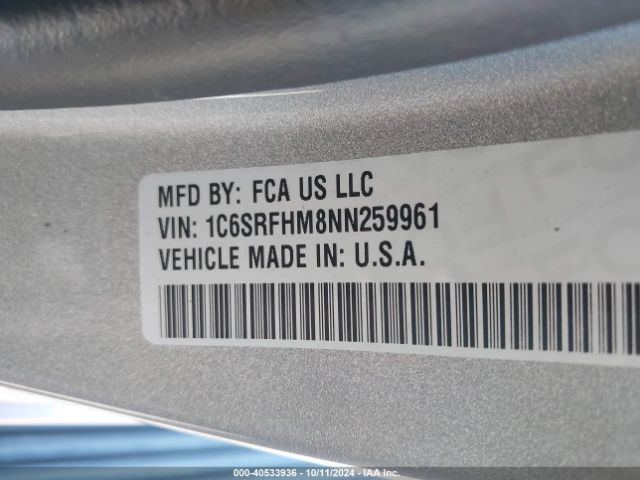 MFD BY: FCA US LLC
VIN: 1C6SRFHM8NN259961
VEHICLE MADE IN: U.S.A.
000-40533936 - 10/11/2024 - IAA Inc.